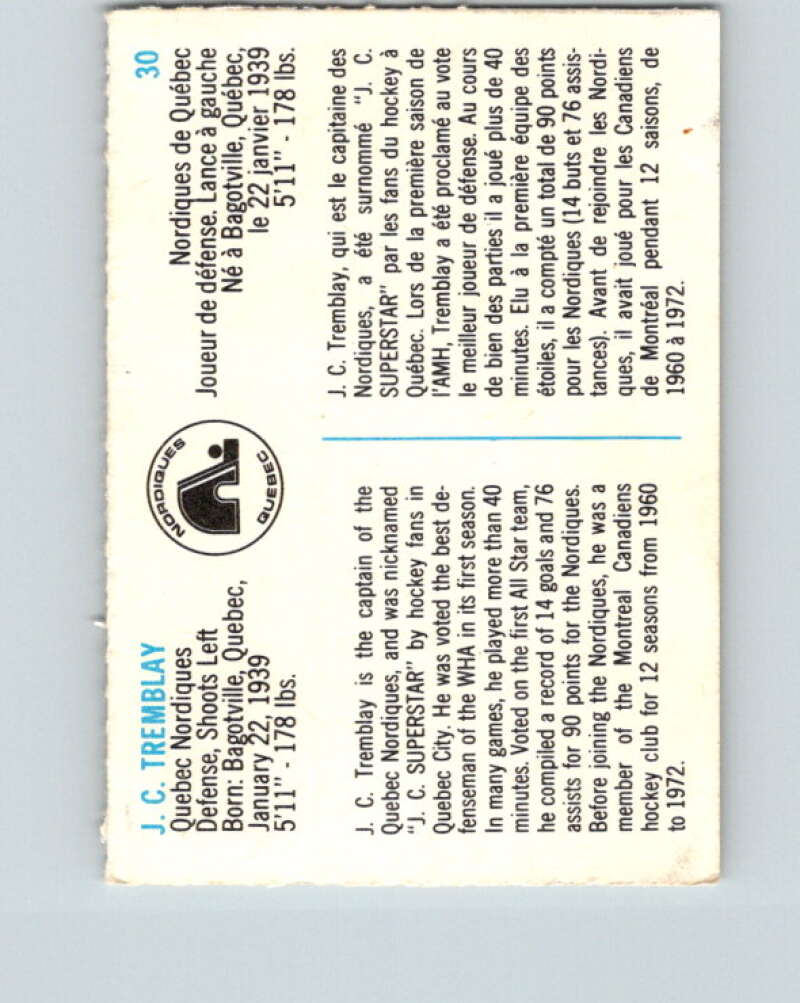 J. C. TREMBLAY
Quebec Nordiques
Defense, Shoots Left
Born: Bagotville, Quebec,
January 22, 1939
5'11" - 178 lbs.
NORDIQUES
QUEBEC
30
Nordiques de Québec
Joueur de défense. Lance à gauche
Né à Bagotville, Québec,
le 22 janvier 1939
5'11" - 178 lbs.
J. C. Tremblay is the captain of the
Quebec Nordiques, and was nicknamed
"J. C. SUPERSTAR" by hockey fans in
Quebec City. He was voted the best de-
fenseman of the WHA in its first season.
In many games, he played more than 40
minutes. Voted on the first All Star team,
he compiled a record of 14 goals and 76
assists for 90 points for the Nordiques.
Before joining the Nordiques, he was a
member of the Montreal Canadiens
hockey club for 12 seasons from 1960
to 1972.
J. C. Tremblay, qui est le capitaine des
Nordiques, a été surnommé "J. C.
SUPERSTAR" par les fans du hockey à
Québec. Lors de la première saison de
l'AMH, Tremblay a été proclamé au vote
le meilleur joueur de défense. Au cours
de bien des parties il a joué plus de 40
minutes. Elu à la première équipe des
étoiles, il a compté un total de 90 points
pour les Nordiques (14 buts et 76 assis-
tances). Avant de rejoindre les Nordi-
ques, il avait joué pour les Canadiens
de Montréal pendant 12 saisons, de
1960 à 1972.